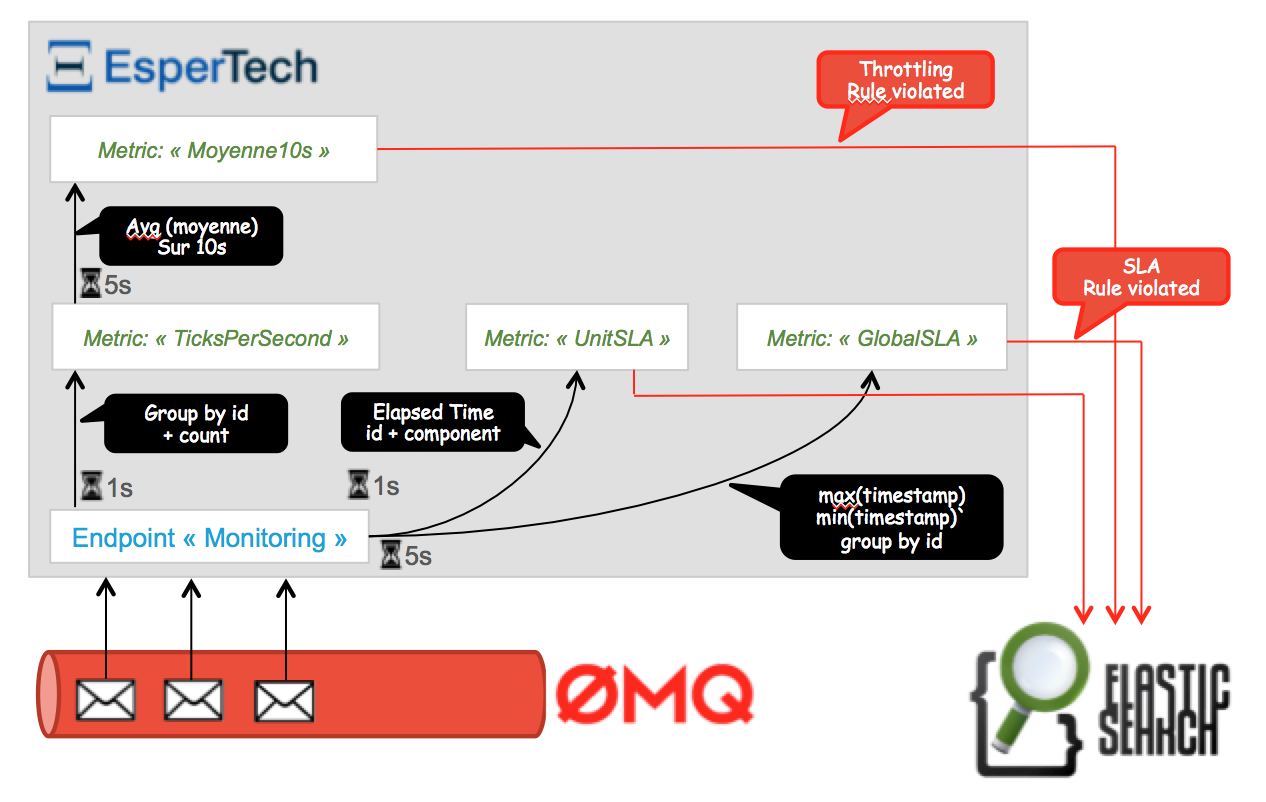 EsperTech
Throttling
Rule violated
Metric: « Moyenne10s »
Avg (moyenne)
Sur 10s
5s
SLA
Rule violated
Metric: « TicksPerSecond »
Metric: « UnitSLA »
Metric: « GlobalSLA »
Group by id
+ count
Elapsed Time
id + component
1s
1s
max(timestamp)
min(timestamp)`
group by id
Endpoint « Monitoring »
5s
ØMQ
ELASTIC
SEARCH